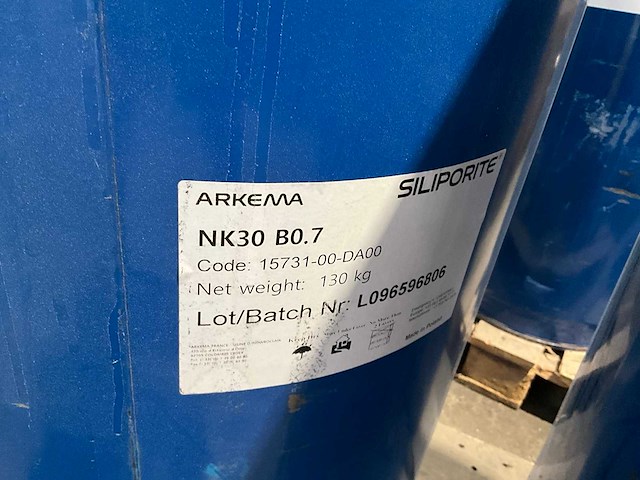 ARKEMA
SILIPORITE
NK30 B0.7
Code: 15731-00-DA00
Net weight: 130 kg
Lot/Batch Nr: L096596806
Made in France